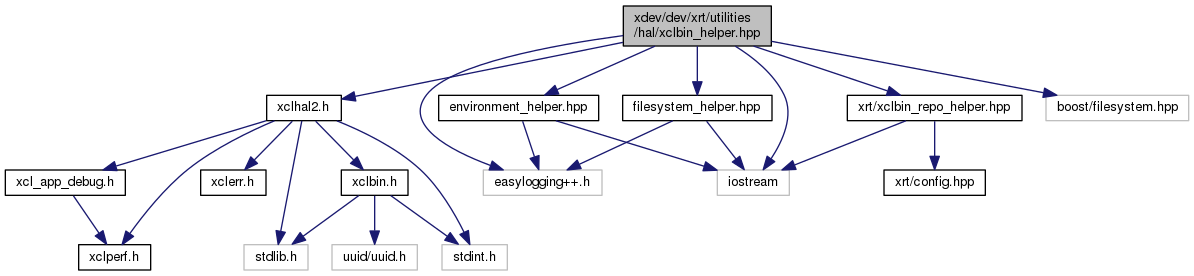 xdev/dev/xrt/utilities
/hal/xclbin_helper.hpp
xclhal2.h
environment_helper.hpp
filesystem_helper.hpp
xrt/xclbin_repo_helper.hpp
boost/filesystem.hpp
xcl_app_debug.h
xclerr.h
xclbin.h
easylogging++.h
iostream
xrt/config.hpp
xclperf.h
stdlib.h
uuid/uuid.h
stdint.h